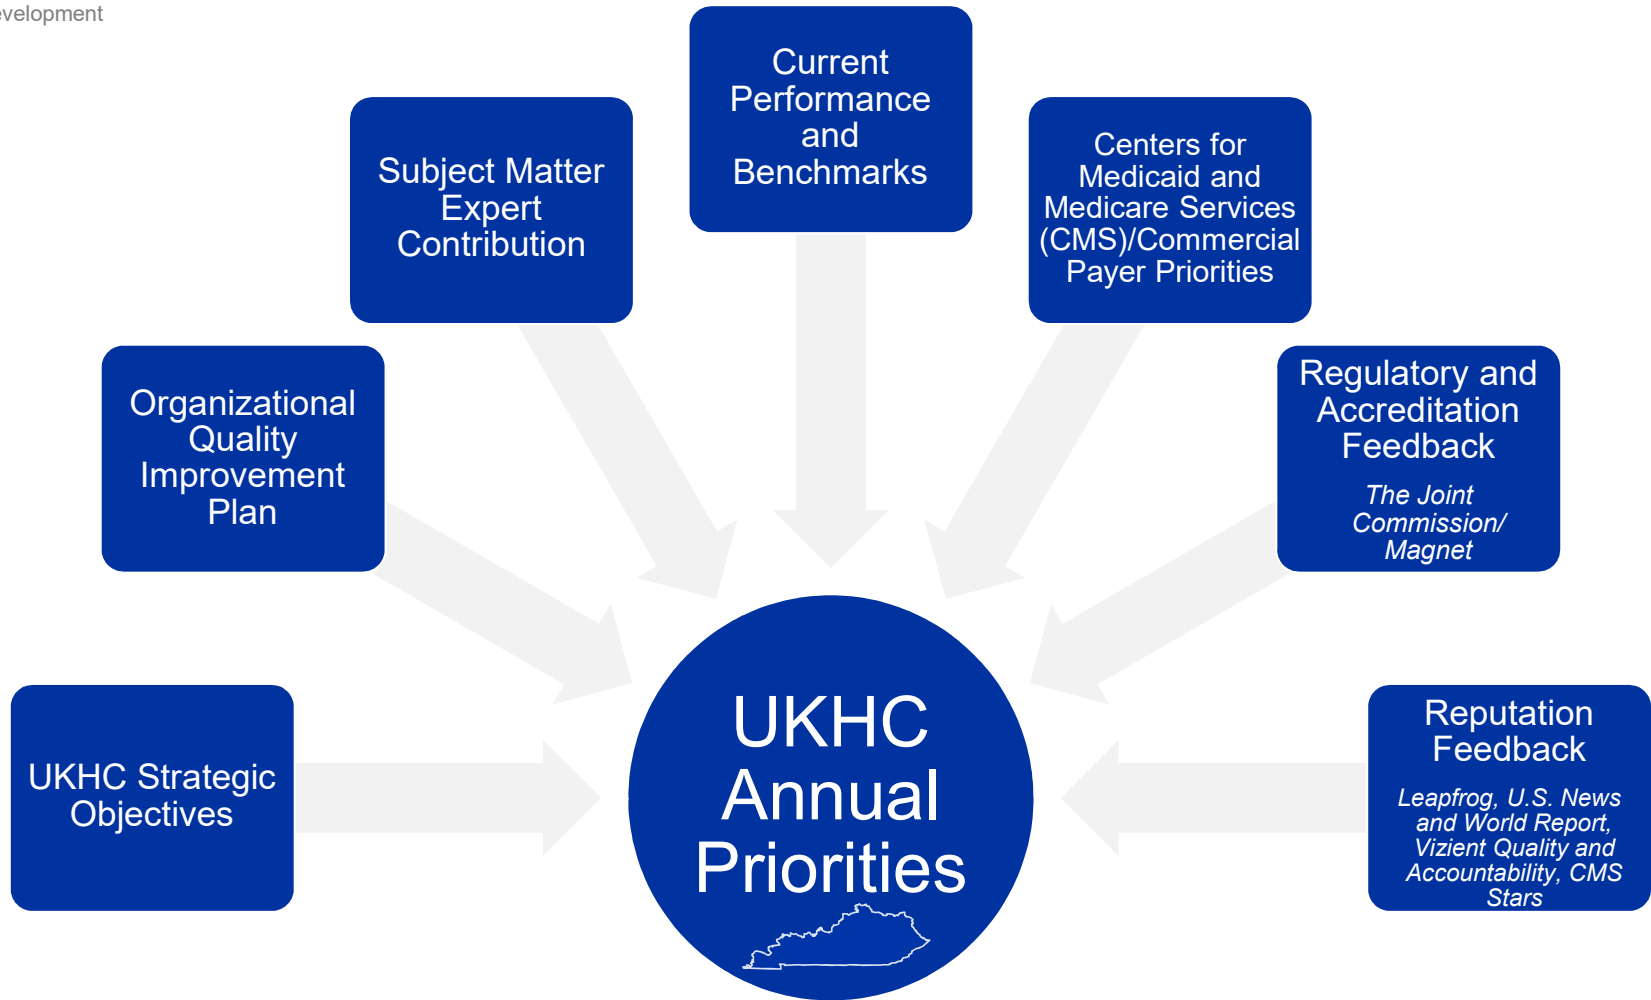 Current
Performance
and
Benchmarks
Subject Matter
Expert
Contribution
Centers for
Medicaid and
Medicare Services
(CMS)/Commercial
Payer Priorities
Organizational
Quality
Improvement
Plan
Regulatory and
Accreditation
Feedback
The Joint
Commission/
Magnet
UKHC Strategic
Objectives
UKHC
Annual
Priorities
Reputation
Feedback
Leapfrog, U.S. News
and World Report,
Vizient Quality and
Accountability, CMS
Stars